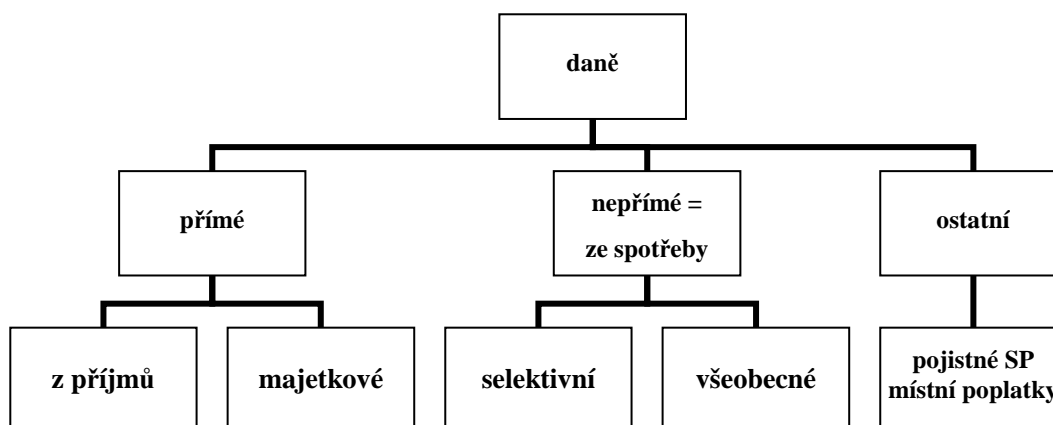 daně
přímé
nepřímé =
ze spotřeby
ostatní
z příjmů
majetkové
selektivní
všeobecné
pojistné SP
místní poplatky